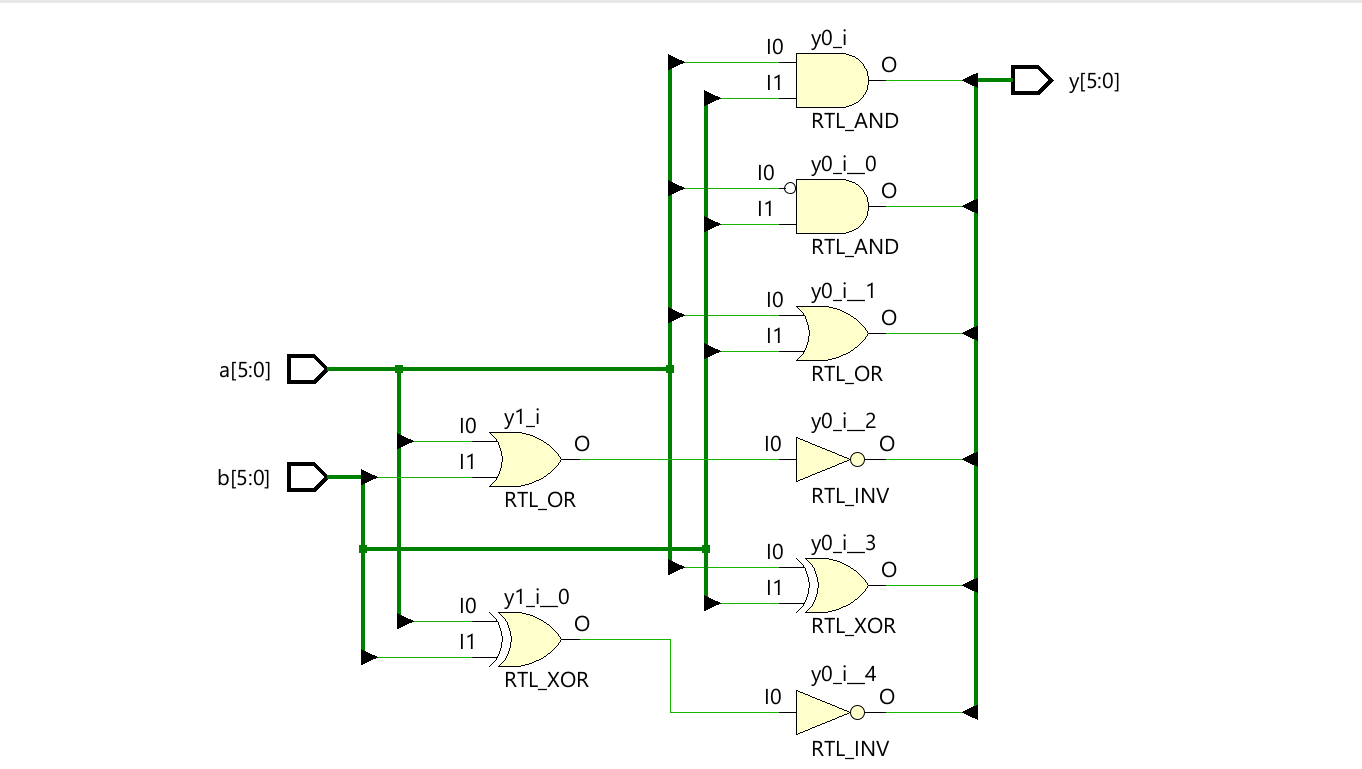 y0_i
I0
I1
O
RTL_AND
y[5:0]
y0_i__0
I0
I1
O
RTL_AND
y0_i__1
I0
I1
O
RTL_OR
a[5:0]
y1_i
I0
I1
O
RTL_OR
b[5:0]
y0_i__2
I0
O
RTL_INV
y0_i__3
I0
I1
O
RTL_XOR
y1_i__0
I0
I1
O
RTL_XOR
y0_i__4
I0
O
RTL_INV